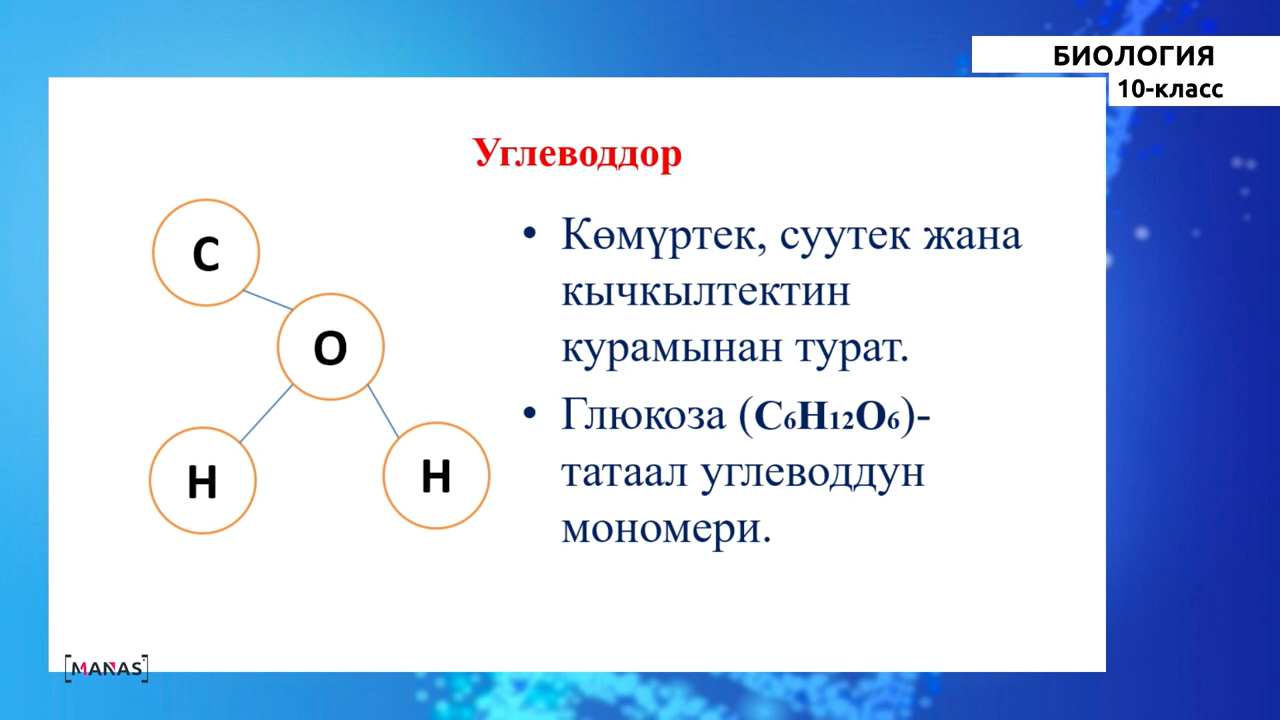 БИОЛОГИЯ
10-класс
Углеводдор
C
O
H
H
• Көмүртек, суутек жана
кычкылтектин
курамынан турат.
• Глюкоза (C₆H₁₂O₆)-
татаал углеводдун
мономери.
[MANAS]